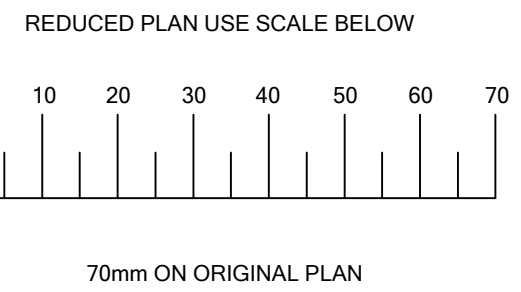 REDUCED PLAN USE SCALE BELOW
10 20 30 40 50 60 70
70mm ON ORIGINAL PLAN